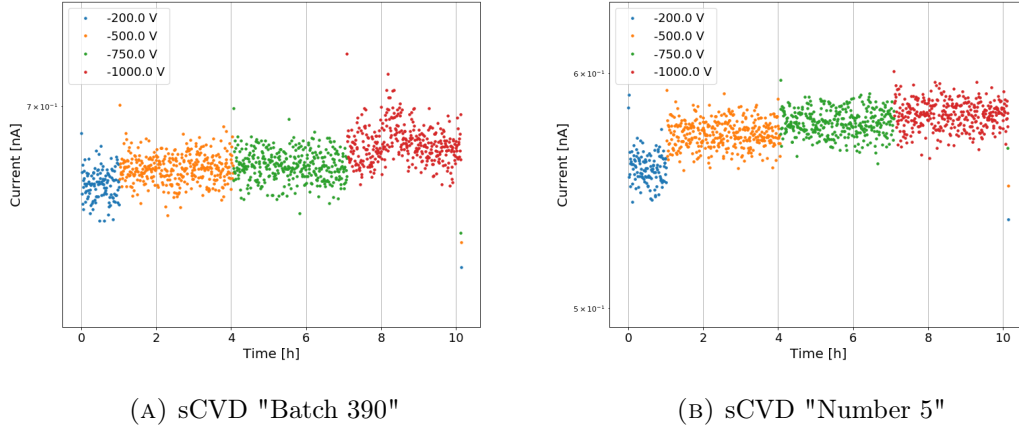 -200.0 V
-500.0 V
-750.0 V
-1000.0 V
7 × 10⁻¹
Current [nA]
0 2 4 6 8 10
Time [h]
(A) sCVD "Batch 390"
-200.0 V
-500.0 V
-750.0 V
-1000.0 V
6 × 10⁻¹
5 × 10⁻¹
Current [nA]
0 2 4 6 8 10
Time [h]
(B) sCVD "Number 5"